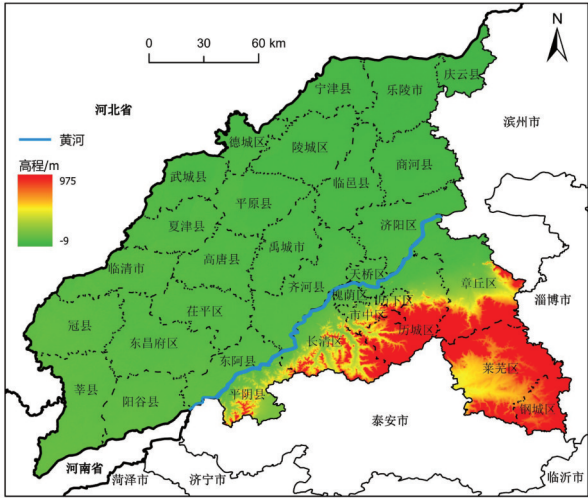 N
0 30 60 km
河北省
黄河
高程/m
975
-9
庆云县
宁津县
乐陵市
滨州市
德城区
陵城区
商河县
武城县
临邑县
平原县
夏津县
济阳区
禹城市
高唐县
临清市
天桥区
齐河县
章丘区
槐荫区
历下区
淄博市
茌平区
市中区
冠县
历城区
东昌府区
长清区
东阿县
莱芜区
莘县
阳谷县
平阴县
钢城区
泰安市
河南省
菏泽市
济宁市
临沂市